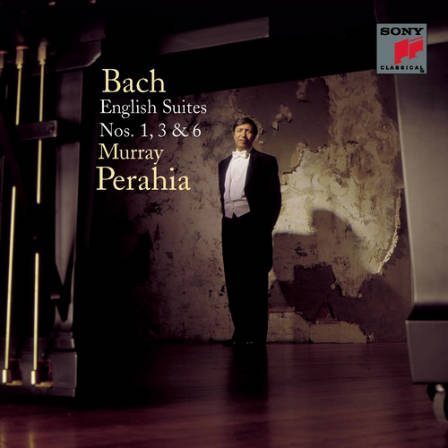 SONY
CLASSICAL
Bach
English Suites
Nos. 1, 3 & 6
Murray
Perahia